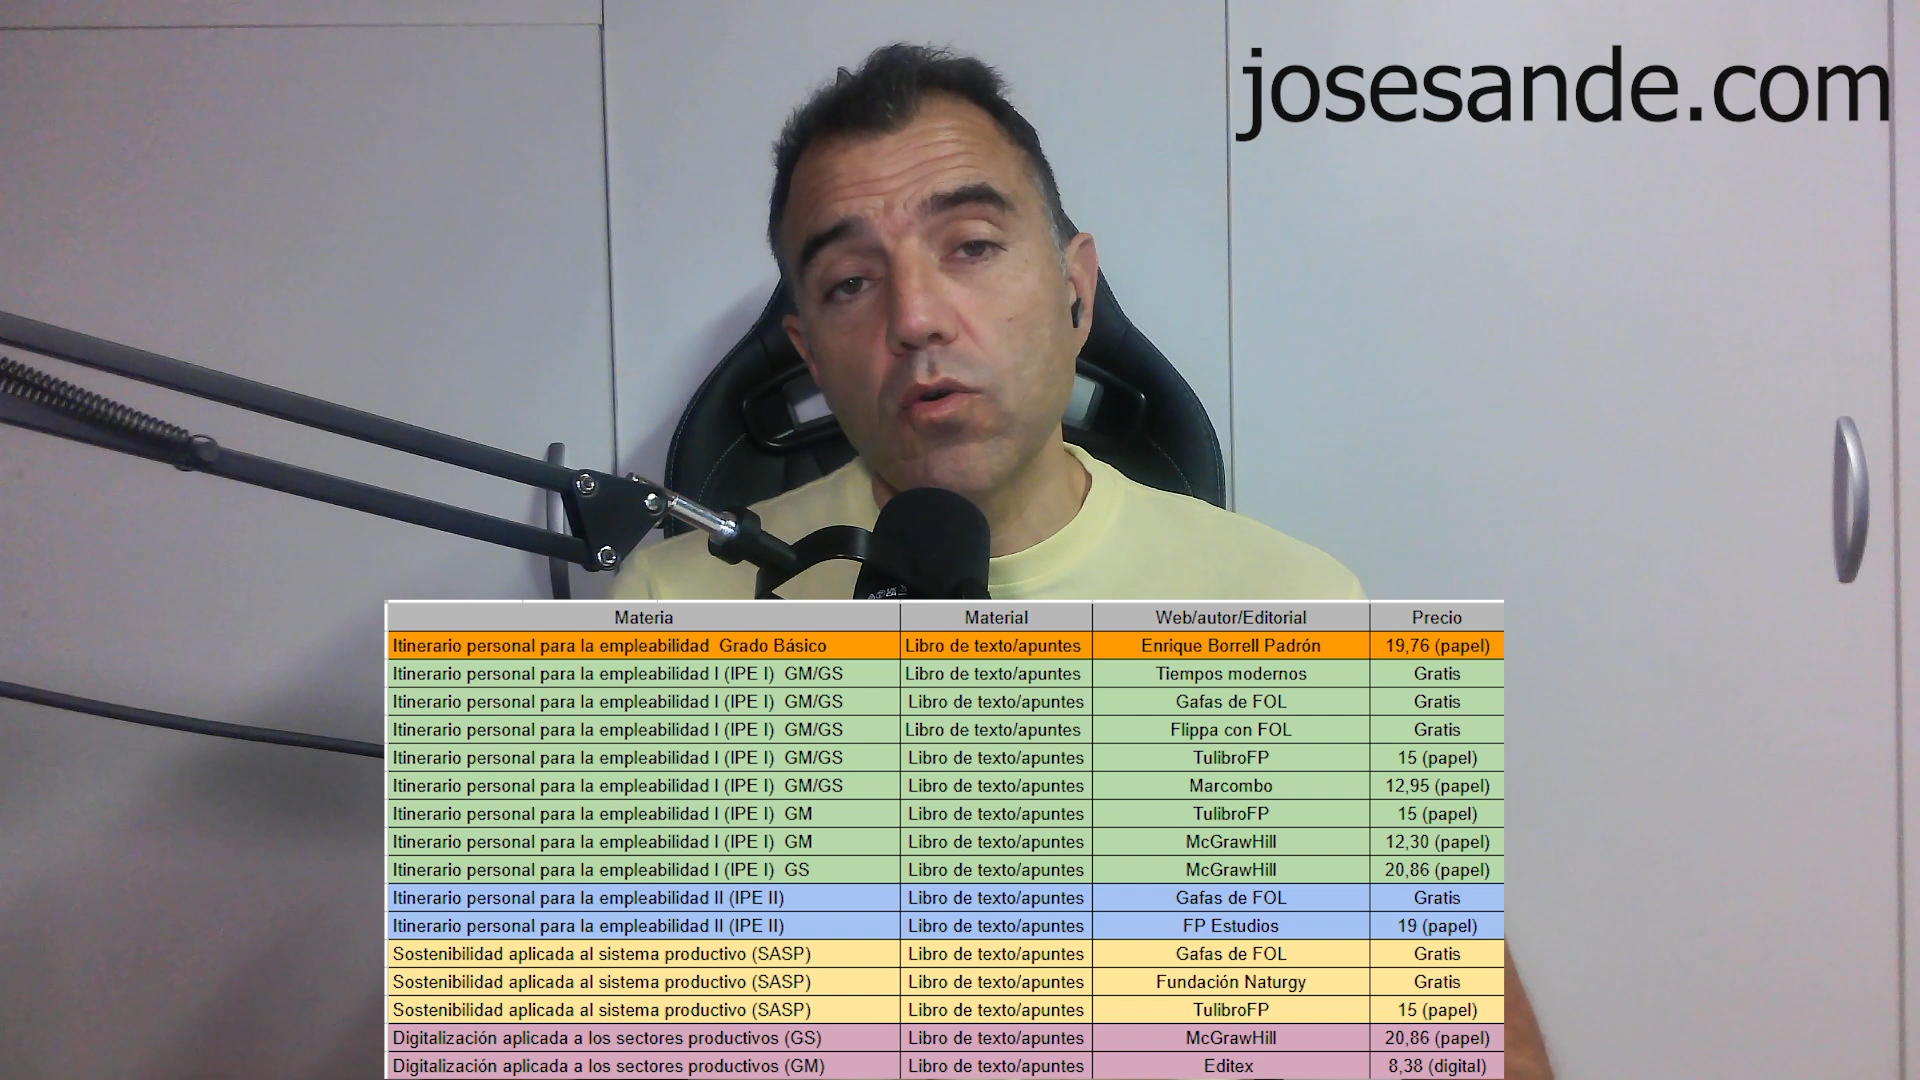 josesande.com
Materia Material Web/autor/Editorial Precio
Itinerario personal para la empleabilidad Grado Básico Libro de texto/apuntes Enrique Borrell Padrón 19,76 (papel)
Itinerario personal para la empleabilidad I (IPE I) GM/GS Libro de texto/apuntes Tiempos modernos Gratis
Itinerario personal para la empleabilidad I (IPE I) GM/GS Libro de texto/apuntes Gafas de FOL Gratis
Itinerario personal para la empleabilidad I (IPE I) GM/GS Libro de texto/apuntes Flippa con FOL Gratis
Itinerario personal para la empleabilidad I (IPE I) GM/GS Libro de texto/apuntes TulibroFP 15 (papel)
Itinerario personal para la empleabilidad I (IPE I) GM/GS Libro de texto/apuntes Marcombo 12,95 (papel)
Itinerario personal para la empleabilidad I (IPE I) GM Libro de texto/apuntes TulibroFP 15 (papel)
Itinerario personal para la empleabilidad I (IPE I) GM Libro de texto/apuntes McGrawHill 12,30 (papel)
Itinerario personal para la empleabilidad I (IPE I) GS Libro de texto/apuntes McGrawHill 20,86 (papel)
Itinerario personal para la empleabilidad II (IPE II) Libro de texto/apuntes Gafas de FOL Gratis
Itinerario personal para la empleabilidad II (IPE II) Libro de texto/apuntes FP Estudios 19 (papel)
Sostenibilidad aplicada al sistema productivo (SASP) Libro de texto/apuntes Gafas de FOL Gratis
Sostenibilidad aplicada al sistema productivo (SASP) Libro de texto/apuntes Fundación Naturgy Gratis
Sostenibilidad aplicada al sistema productivo (SASP) Libro de texto/apuntes TulibroFP 15 (papel)
Digitalización aplicada a los sectores productivos (GS) Libro de texto/apuntes McGrawHill 20,86 (papel)
Digitalización aplicada a los sectores productivos (GM) Libro de texto/apuntes Editex 8,38 (digital)